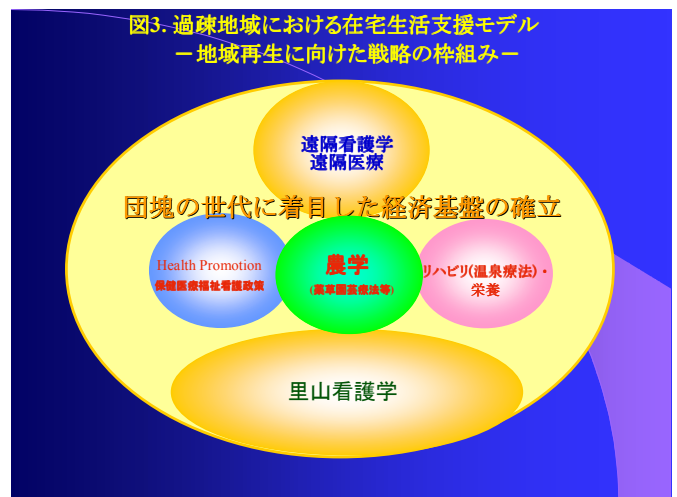 図3. 過疎地域における在宅生活支援モデル
－地域再生に向けた戦略の枠組み－
遠隔看護学
遠隔医療
団塊の世代に着目した経済基盤の確立
Health Promotion
保健医療福祉看護政策
農学
(薬草園芸療法等)
リハビリ(温泉療法)・
栄養
里山看護学